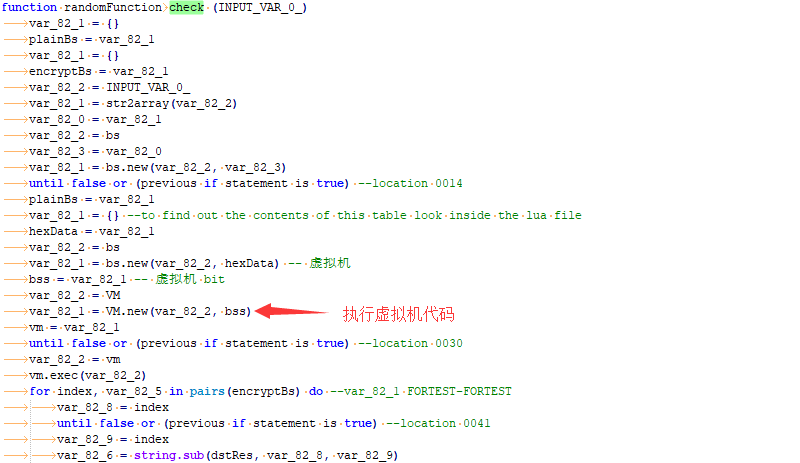 function randomFunction>check (INPUT_VAR_0_)
var_82_1 = {}
plainBs = var_82_1
var_82_1 = {}
encryptBs = var_82_1
var_82_2 = INPUT_VAR_0_
var_82_1 = str2array(var_82_2)
var_82_0 = var_82_1
var_82_2 = bs
var_82_3 = var_82_0
var_82_1 = bs.new(var_82_2, var_82_3)
until false or (previous if statement is true) --location 0014
plainBs = var_82_1
var_82_1 = {} --to find out the contents of this table look inside the lua file
hexData = var_82_1
var_82_2 = bs
var_82_1 = bs.new(var_82_2, hexData) -- 虚拟机
bss = var_82_1 -- 虚拟机 bit
var_82_2 = VM
var_82_1 = VM.new(var_82_2, bss) 执行虚拟机代码
vm = var_82_1
until false or (previous if statement is true) --location 0030
var_82_2 = vm
vm.exec(var_82_2)
for index, var_82_5 in pairs(encryptBs) do --var_82_1 FORTEST-FORTEST
var_82_8 = index
until false or (previous if statement is true) --location 0041
var_82_9 = index
var_82_6 = string.sub(dstRes, var_82_8, var_82_9)